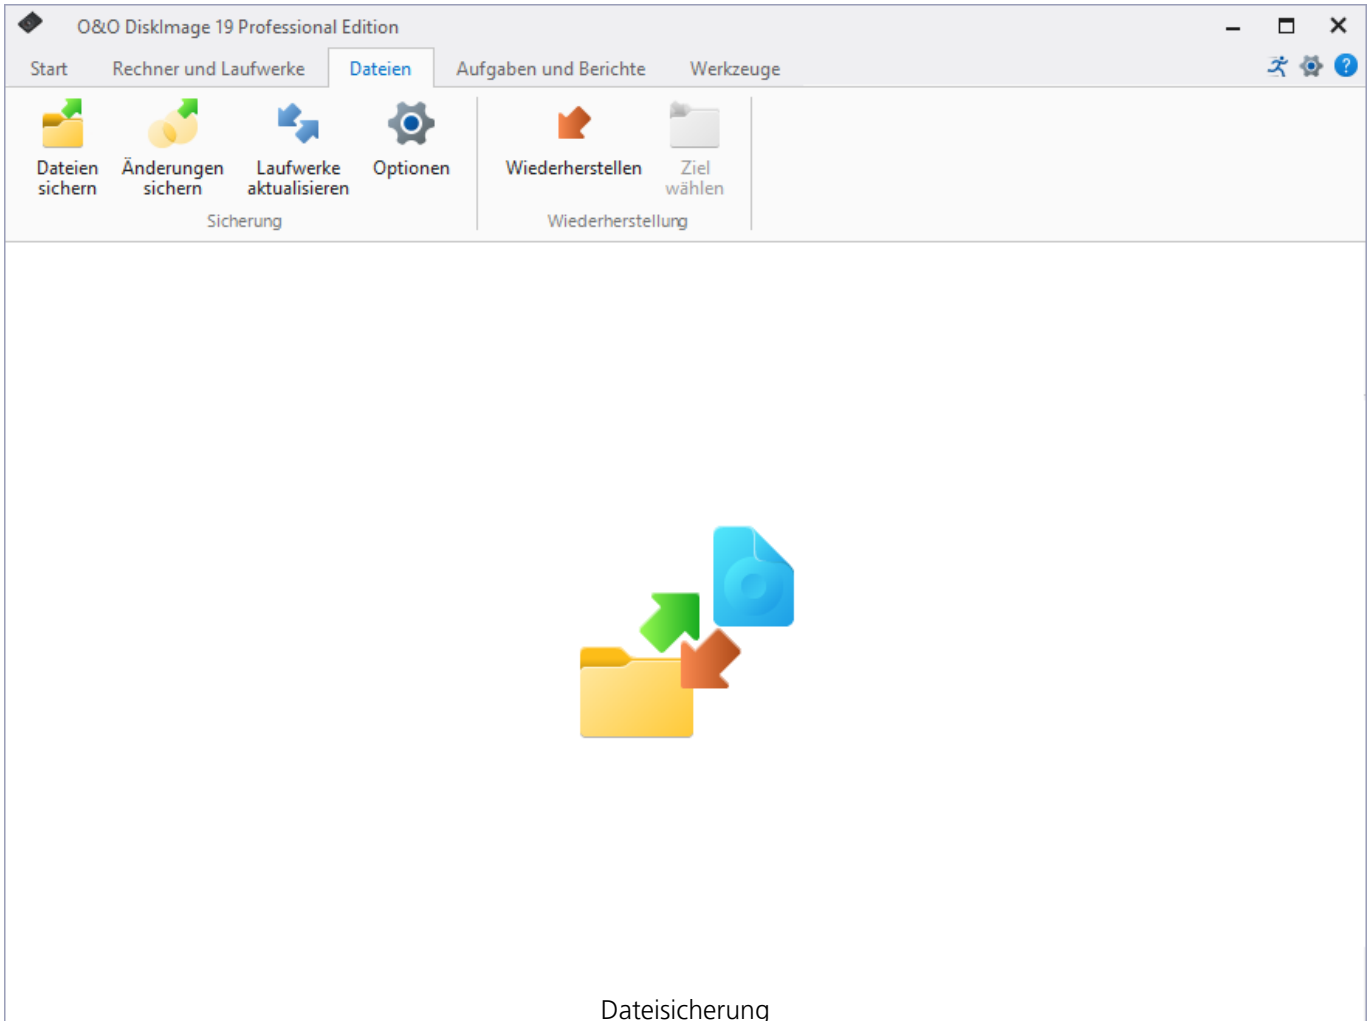 O&O DiskImage 19 Professional Edition
Start Rechner und Laufwerke Dateien Aufgaben und Berichte Werkzeuge
Dateien sichern
Änderungen sichern
Laufwerke aktualisieren
Optionen
Wiederherstellen
Ziel wählen
Sicherung
Wiederherstellung
Dateisicherung